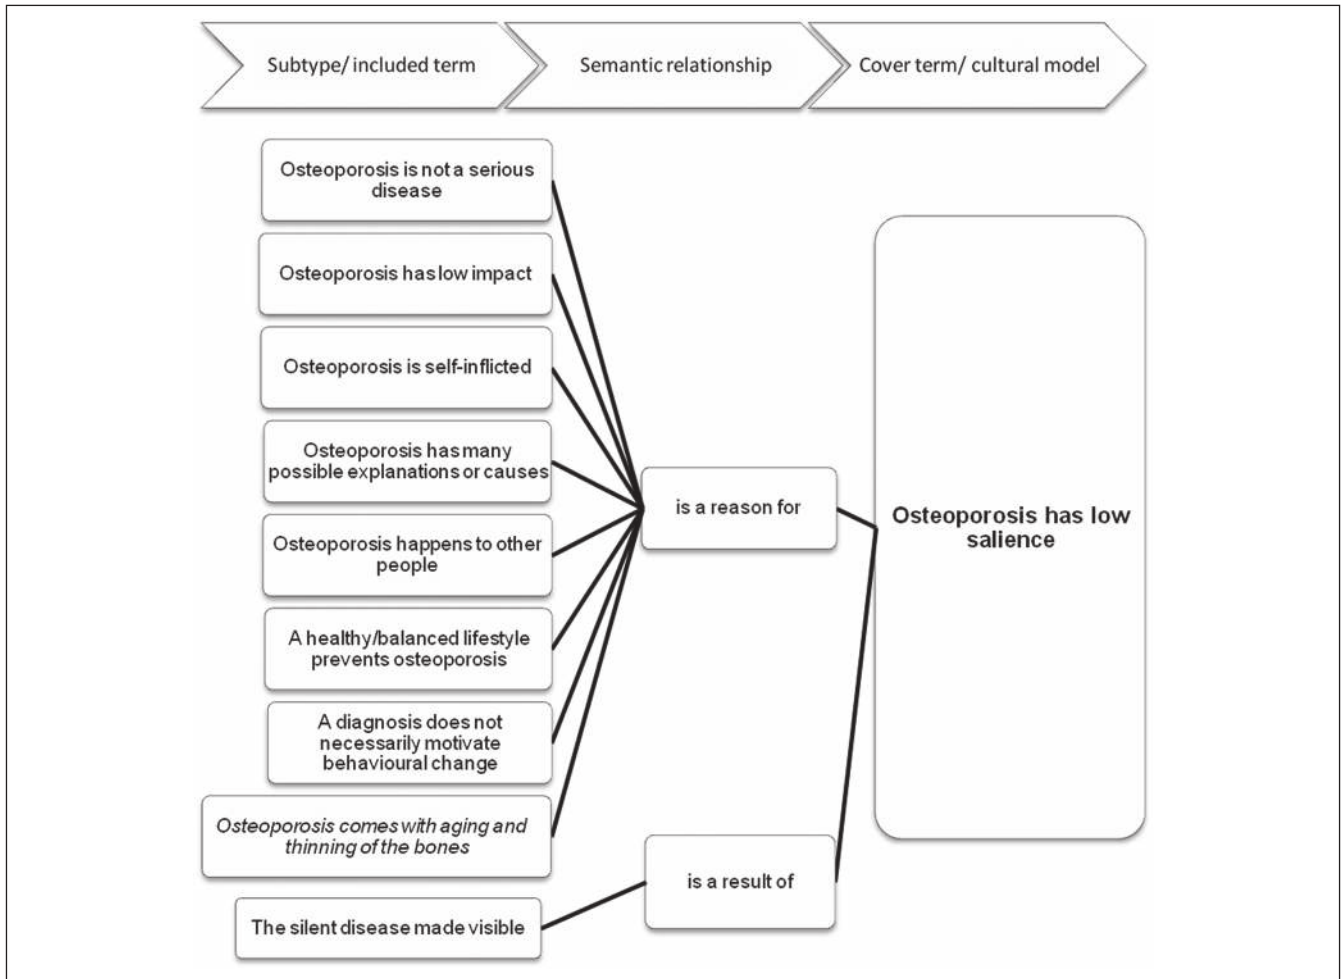 Subtype/ included term
Semantic relationship
Cover term/ cultural model
Osteoporosis is not a serious
disease
Osteoporosis has low impact
Osteoporosis is self-inflicted
Osteoporosis has many
possible explanations or causes
Osteoporosis happens to other
people
A healthy/balanced lifestyle
prevents osteoporosis
A diagnosis does not
necessarily motivate
behavioural change
Osteoporosis comes with aging and
thinning of the bones
The silent disease made visible
is a reason for
is a result of
Osteoporosis has low
salience